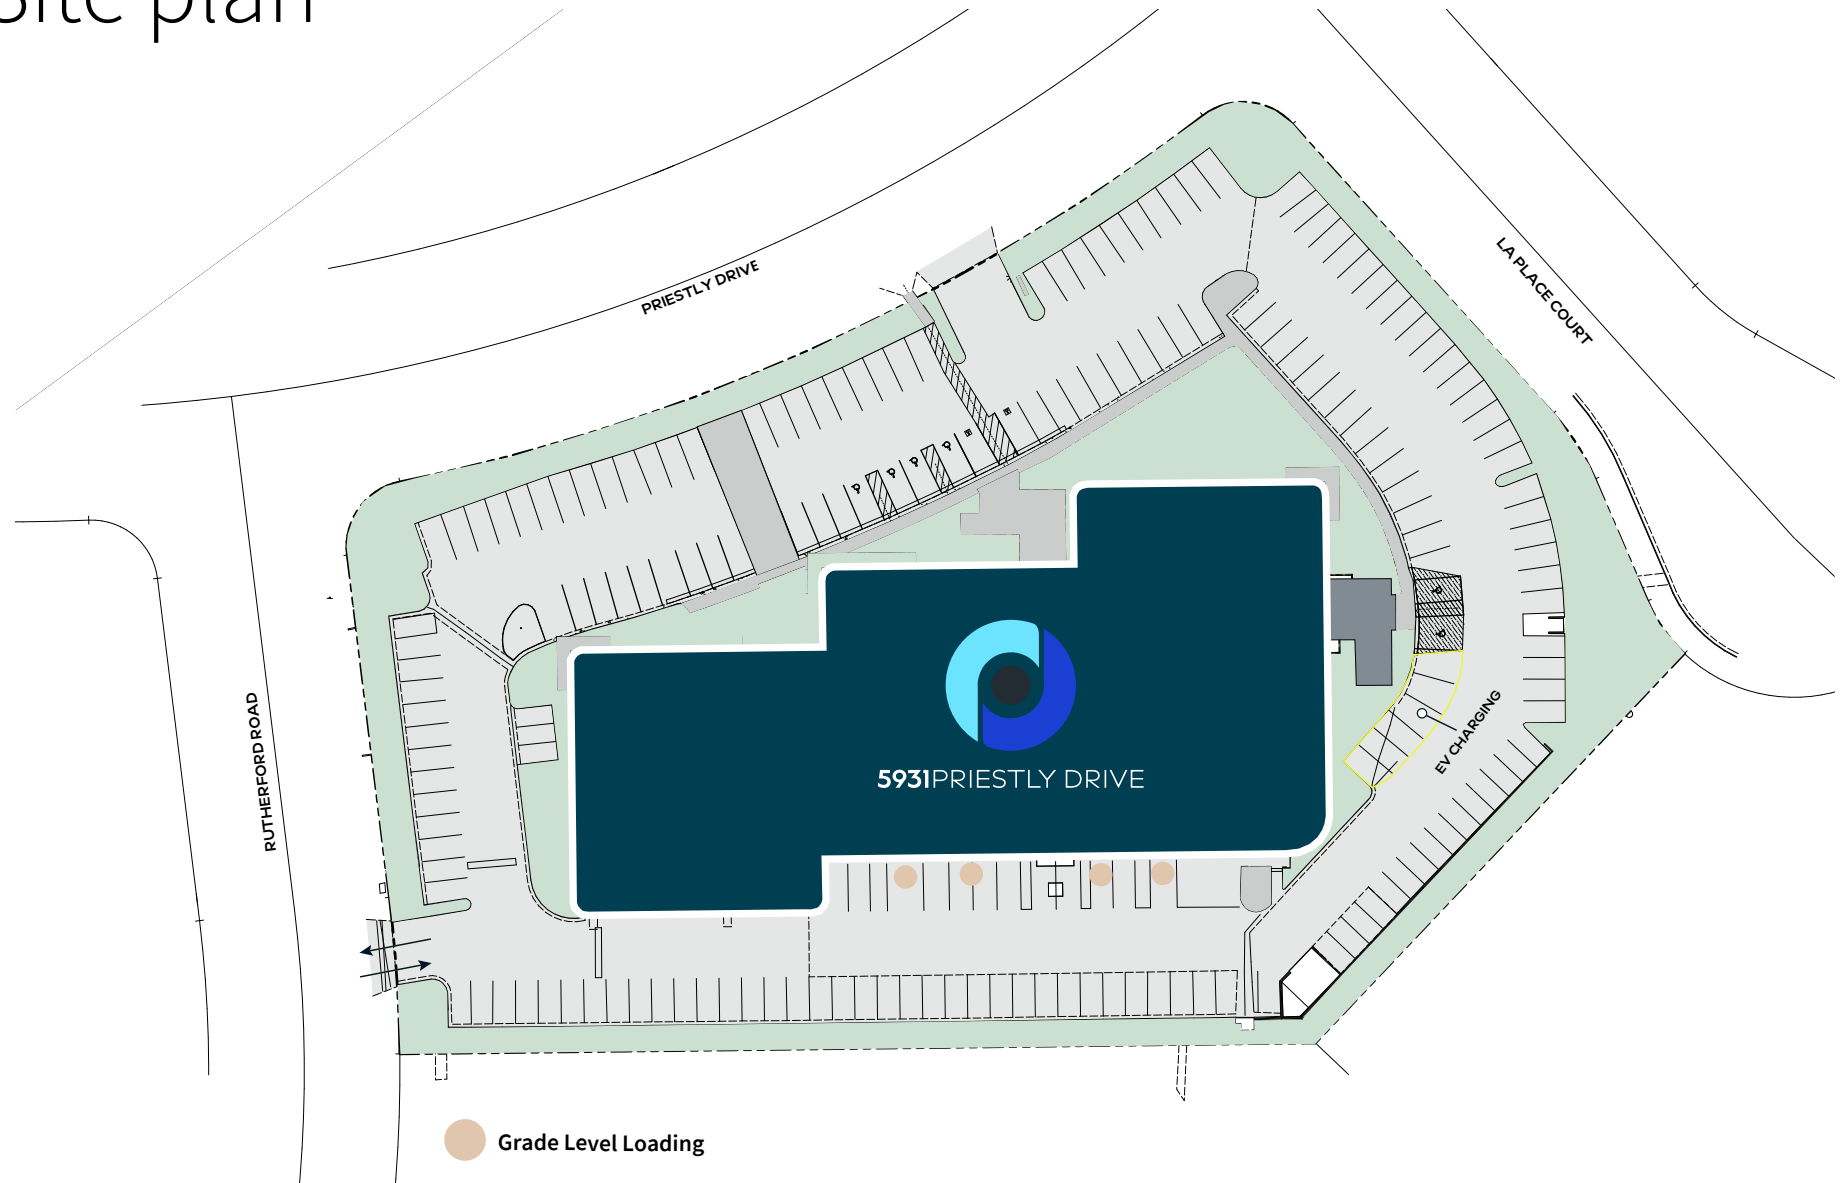 Site plan
PRIESTLY DRIVE
LA PLACE COURT
RUTHERFORD ROAD
EV CHARGING
5931PRIESTLY DRIVE
Grade Level Loading